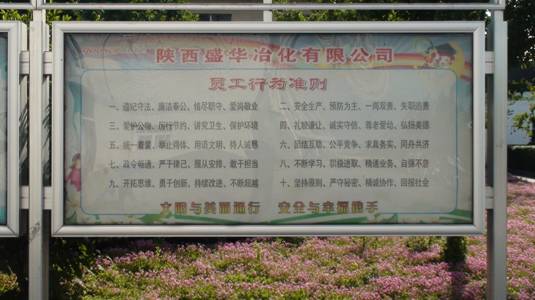 陕西盛华冶化有限公司
员工行为准则
一、遵纪守法、廉洁奉公、恪尽职守、爱岗敬业
二、安全生产、预防为主、一岗双责、失职追责
三、爱护公物、厉行节约、讲究卫生、保护环境
四、礼貌谦让、诚实守信、尊老爱幼、弘扬美德
五、统一着装、举止得体、用语文明、待人诚恳
六、团结互助、公平竞争、求真务实、同舟共济
七、政令畅通、严于律己、服从安排、敢于担当
八、不断学习、积极进取、精通业务、自强不息
九、开拓思维、勇于创新、持续改进、不断超越
十、坚持原则、严守秘密、精诚协作、回报社会
文明与美丽同行 安全与幸福携手